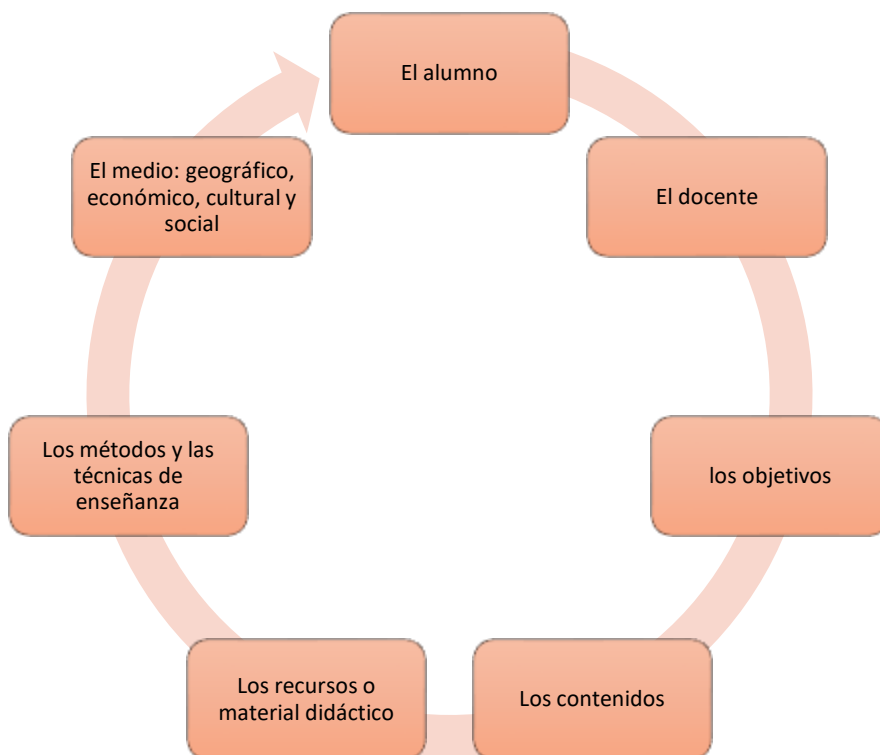 El alumno
El docente
los objetivos
Los contenidos
Los recursos o
material didáctico
Los métodos y las
técnicas de
enseñanza
El medio: geográfico,
económico, cultural y
social